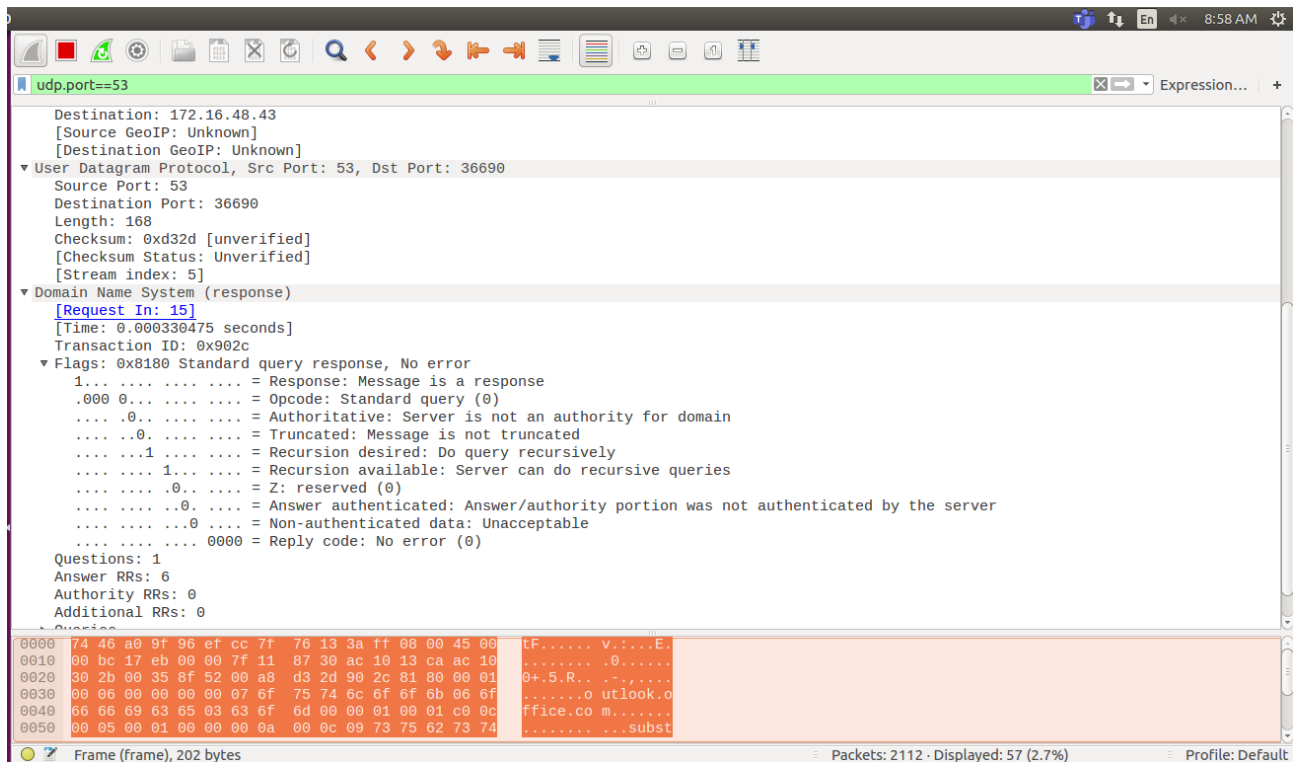 En 8:58 AM
udp.port==53 Expression... +
Destination: 172.16.48.43
[Source GeoIP: Unknown]
[Destination GeoIP: Unknown]
User Datagram Protocol, Src Port: 53, Dst Port: 36690
Source Port: 53
Destination Port: 36690
Length: 168
Checksum: 0xd32d [unverified]
[Checksum Status: Unverified]
[Stream index: 5]
Domain Name System (response)
[Request In: 15]
[Time: 0.000330475 seconds]
Transaction ID: 0x902c
Flags: 0x8180 Standard query response, No error
1... .... .... .... = Response: Message is a response
.000 0... .... .... = Opcode: Standard query (0)
.... .0.. .... .... = Authoritative: Server is not an authority for domain
.... ..0. .... .... = Truncated: Message is not truncated
.... ...1 .... .... = Recursion desired: Do query recursively
.... .... 1... .... = Recursion available: Server can do recursive queries
.... .... .0.. .... = Z: reserved (0)
.... .... ..0. .... = Answer authenticated: Answer/authority portion was not authenticated by the server
.... .... ...0 .... = Non-authenticated data: Unacceptable
.... .... .... 0000 = Reply code: No error (0)
Questions: 1
Answer RRs: 6
Authority RRs: 0
Additional RRs: 0
0000 74 46 a0 9f 96 ef cc 7f 76 13 3a ff 08 00 45 00 tF...... v.:...E.
0010 00 bc 17 eb 00 00 7f 11 87 30 ac 10 13 ca ac 10 ........ .0......
0020 30 2b 00 35 8f 52 00 a8 d3 2d 90 2c 81 80 00 01 0+.5.R.. .-.,....
0030 00 06 00 00 00 00 07 6f 75 74 6c 6f 6f 6b 06 6f .......o utlook.o
0040 66 66 69 63 65 03 63 6f 6d 00 00 01 00 01 c0 0c ffice.co m.......
0050 00 05 00 01 00 00 00 0a 00 0c 09 73 75 62 73 74 ........ ...subst
Frame (frame), 202 bytes Packets: 2112 · Displayed: 57 (2.7%) Profile: Default